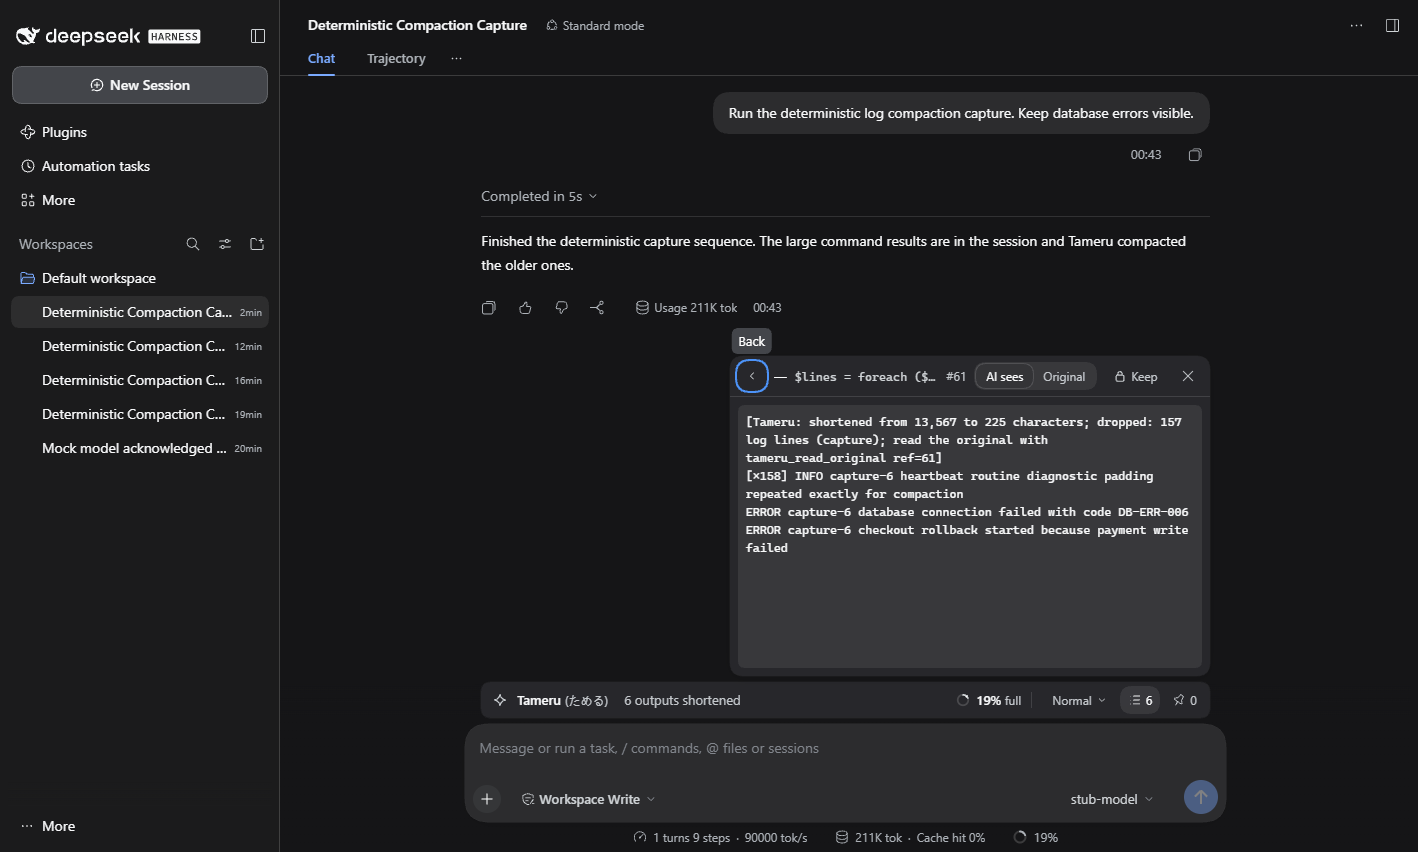 deepseek HARNESS
New Session
Plugins
Automation tasks
More
Workspaces
Default workspace
Deterministic Compaction Ca... 2min
Deterministic Compaction C... 12min
Deterministic Compaction C... 16min
Deterministic Compaction C... 19min
Mock model acknowledged ... 20min
More
Deterministic Compaction Capture Standard mode
Chat Trajectory ...
Run the deterministic log compaction capture. Keep database errors visible.
00:43
Completed in 5s
Finished the deterministic capture sequence. The large command results are in the session and Tameru compacted
the older ones.
Usage 211K tok 00:43
Back
— $lines = foreach ($… #61 AI sees Original Keep
[Tameru: shortened from 13,567 to 225 characters; dropped: 157
log lines (capture); read the original with
tameru_read_original ref=61]
[×158] INFO capture-6 heartbeat routine diagnostic padding
repeated exactly for compaction
ERROR capture-6 database connection failed with code DB-ERR-006
ERROR capture-6 checkout rollback started because payment write
failed
Tameru (ためる) 6 outputs shortened 19% full Normal 6 0
Message or run a task, / commands, @ files or sessions
Workspace Write stub-model
1 turns 9 steps · 90000 tok/s 211K tok · Cache hit 0% 19%